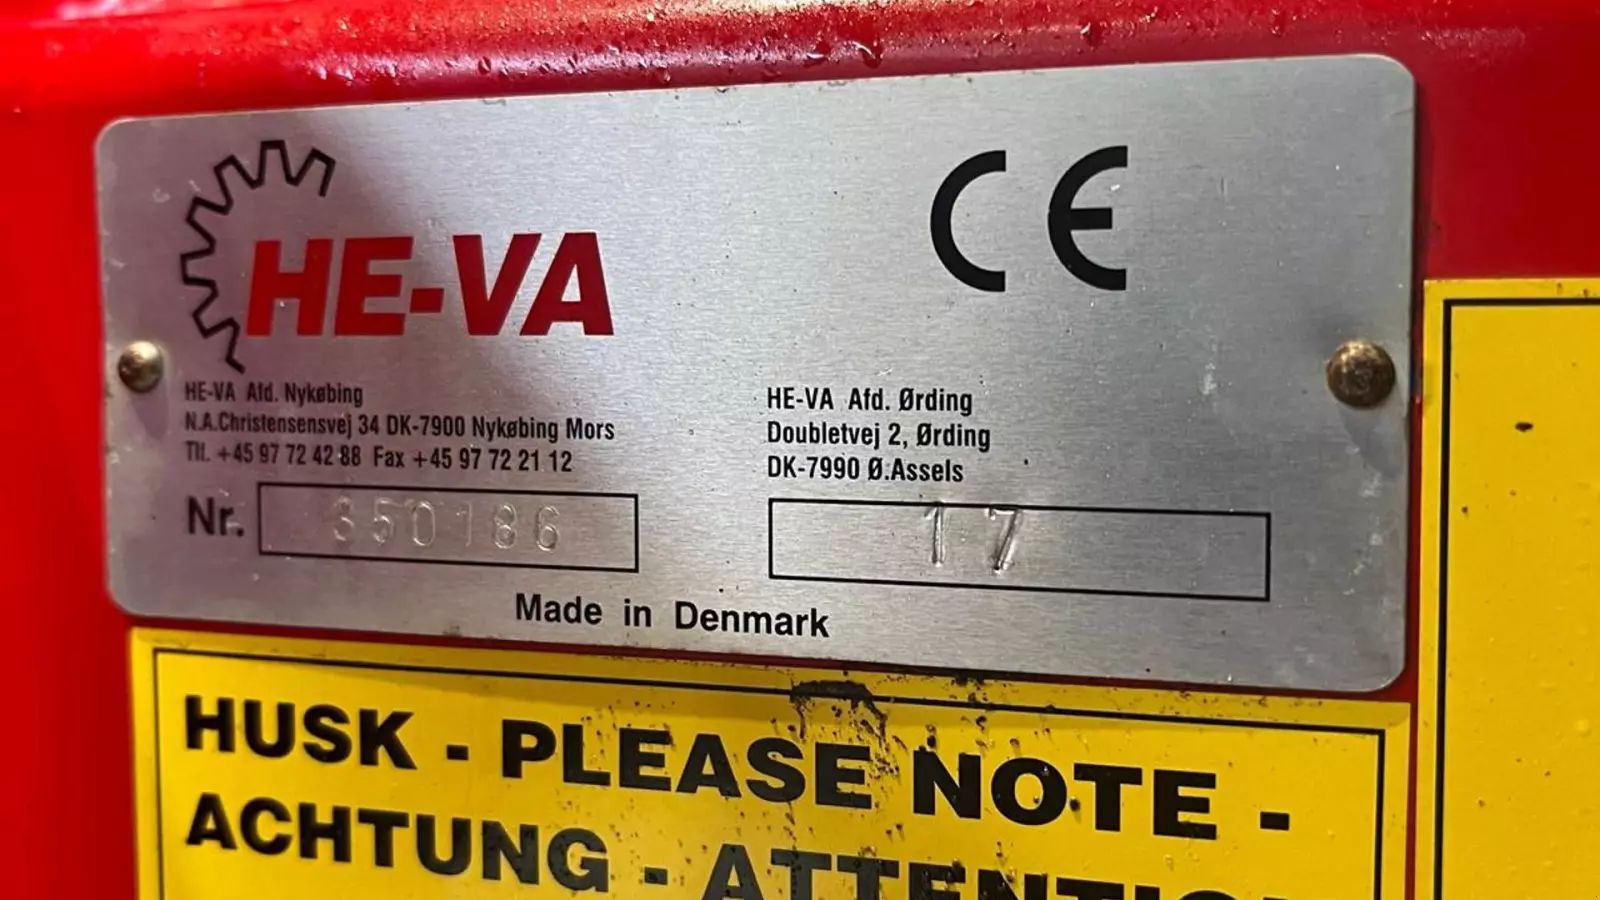 HE-VA
CE
HE-VA Afd. Nykøbing
N.A.Christensensvej 34 DK-7900 Nykøbing Mors
Tlf. +45 97 72 42 88 Fax +45 97 72 21 12
Nr. 350186
HE-VA Afd. Ørding
Doubletvej 2, Ørding
DK-7990 Ø.Assels
17
Made in Denmark
HUSK - PLEASE NOTE -
ACHTUNG -